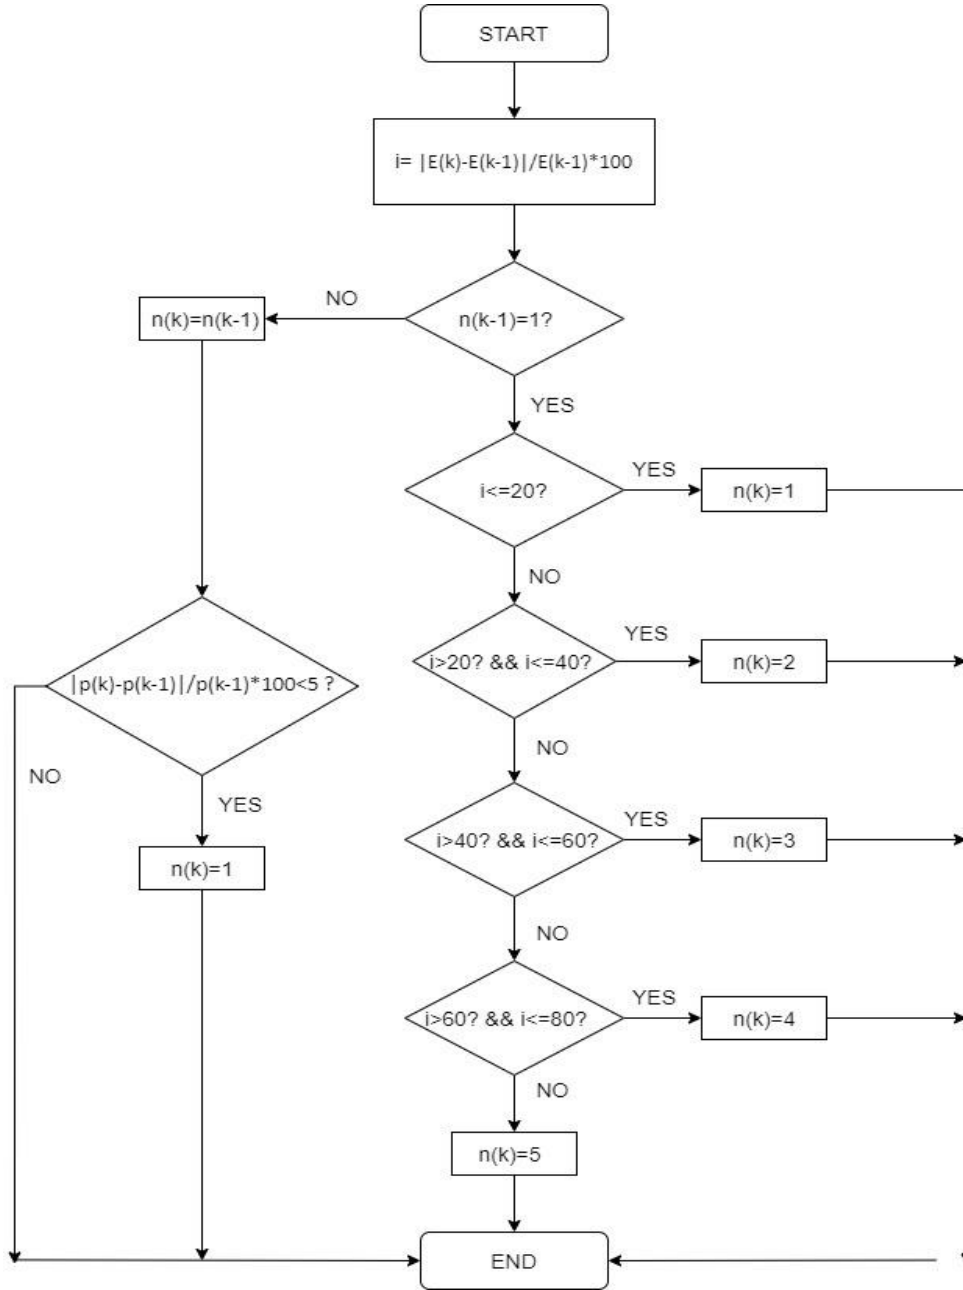 START
i= |E(k)-E(k-1)|/E(k-1)*100
n(k-1)=1?
NO
n(k)=n(k-1)
YES
i<=20?
YES
n(k)=1
NO
i>20? && i<=40?
YES
n(k)=2
|p(k)-p(k-1)|/p(k-1)*100<5 ?
NO
YES
n(k)=1
NO
i>40? && i<=60?
YES
n(k)=3
NO
i>60? && i<=80?
YES
n(k)=4
NO
n(k)=5
END